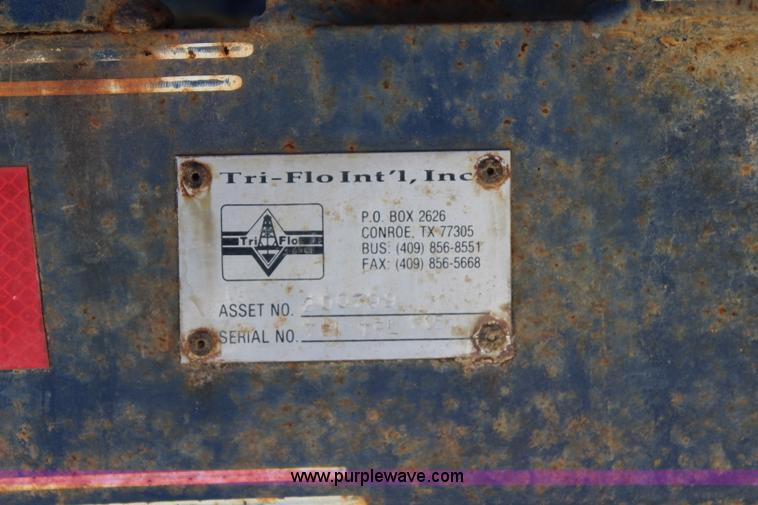 Tri-Flo Int'l, Inc
Tri Flo
P.O. BOX 2626
CONROE, TX 77305
BUS: (409) 856-8551
FAX: (409) 856-5668
ASSET NO.
SERIAL NO.
www.purplewave.com